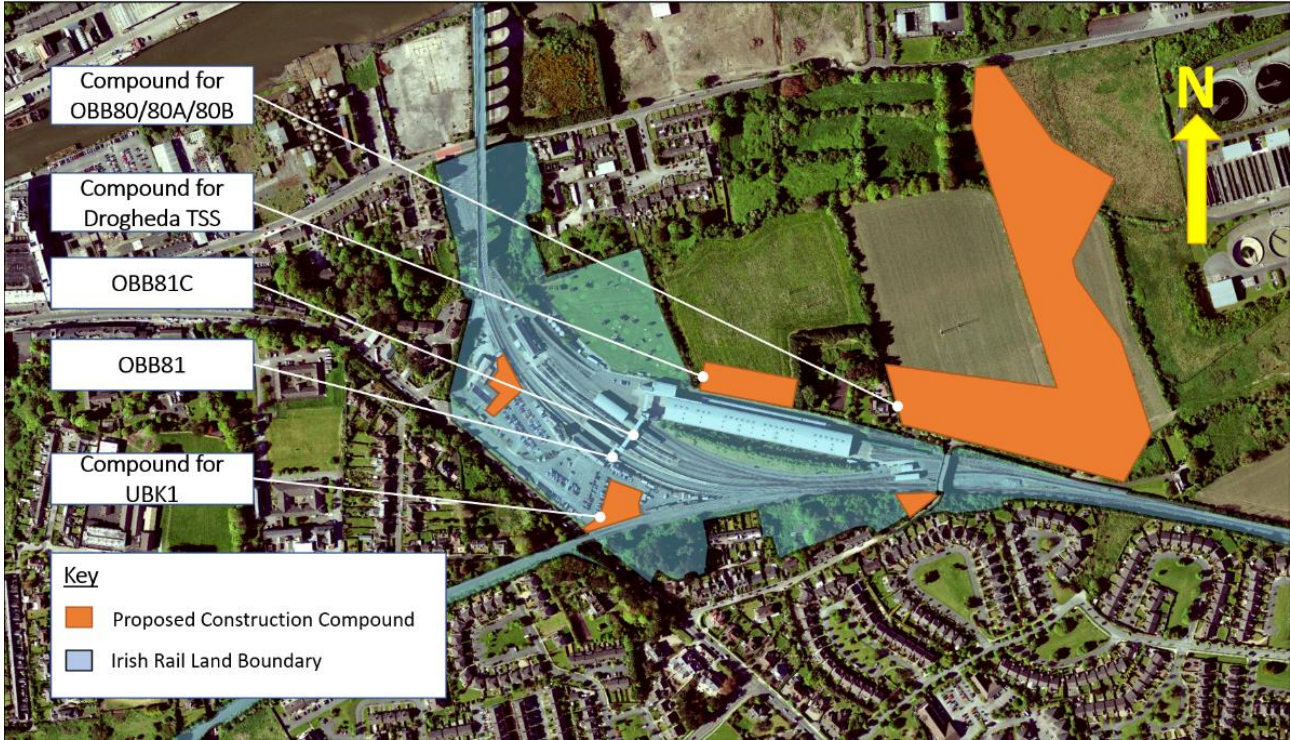 Compound for
OBB80/80A/80B
Compound for
Drogheda TSS
OBB81C
OBB81
Compound for
UBK1
Key
Proposed Construction Compound
Irish Rail Land Boundary
N